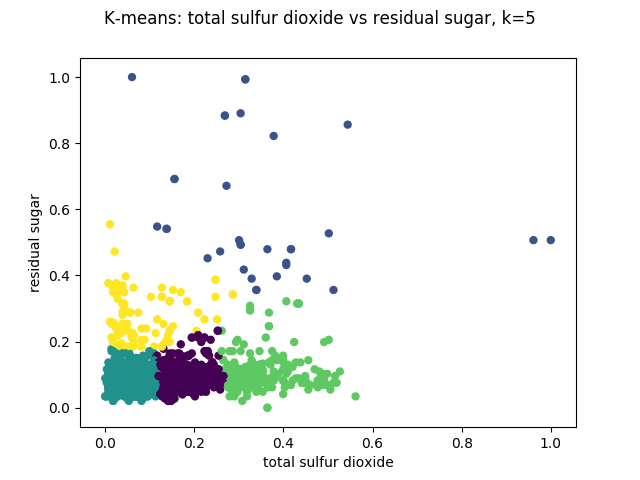 K-means: total sulfur dioxide vs residual sugar, k=5
1.0
0.8
0.6
0.4
0.2
0.0
residual sugar
0.0 0.2 0.4 0.6 0.8 1.0
total sulfur dioxide